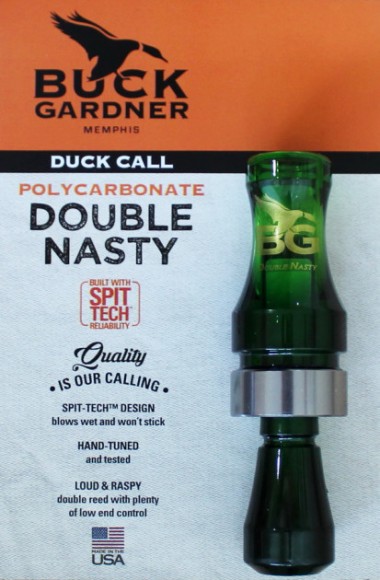 BUCK
GARDNER
MEMPHIS
DUCK CALL
POLYCARBONATE
DOUBLE
NASTY
BUILT WITH
SPIT
TECH®
RELIABILITY
Quality
• IS OUR CALLING •
SPIT-TECH™ DESIGN
blows wet and won't stick
HAND-TUNED
and tested
LOUD & RASPY
double reed with plenty
of low end control
MADE IN THE
USA
BG
DOUBLE NASTY